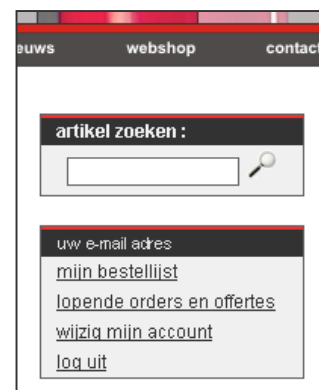 euws webshop contact
artikel zoeken :
uw e-mail adres
mijn bestellijst
lopende orders en offertes
wijzig mijn account
log uit